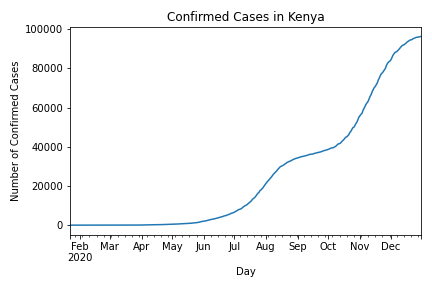 Confirmed Cases in Kenya
100000
80000
60000
40000
20000
0
Number of Confirmed Cases
Feb Mar Apr May Jun Jul Aug Sep Oct Nov Dec
2020
Day